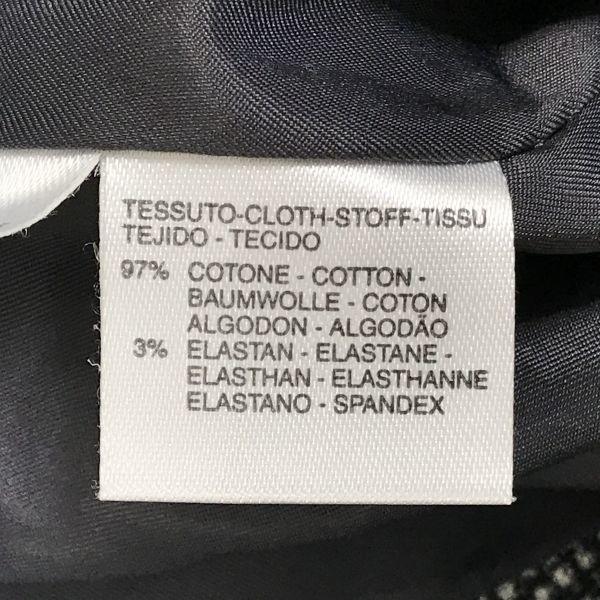 TESSUTO-CLOTH-STOFF-TISSU
TEJIDO - TECIDO
97% COTONE - COTTON -
BAUMWOLLE - COTON
ALGODON - ALGODÃO
3% ELASTAN - ELASTANE -
ELASTHAN - ELASTHANNE
ELASTANO - SPANDEX